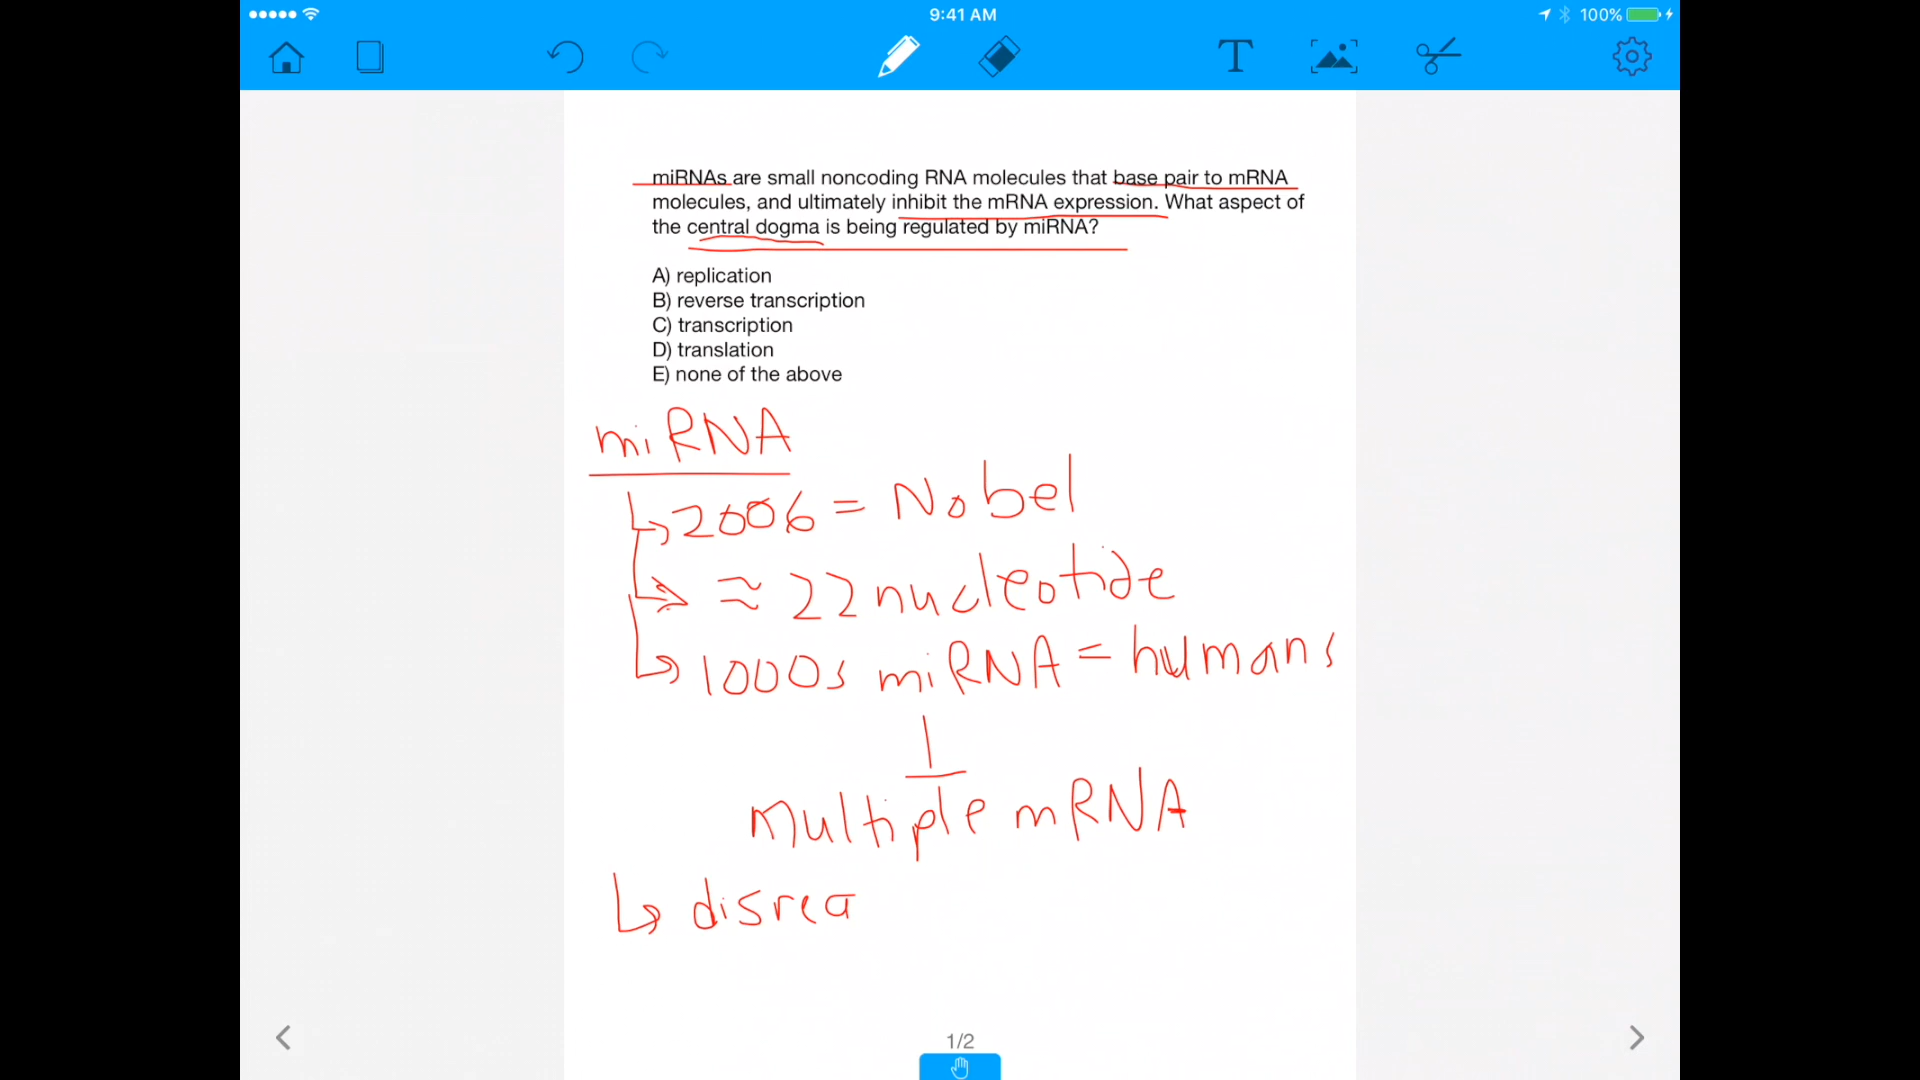 9:41 AM
100%
T
miRNAs are small noncoding RNA molecules that base pair to mRNA
molecules, and ultimately inhibit the mRNA expression. What aspect of
the central dogma is being regulated by miRNA?
A) replication
B) reverse transcription
C) transcription
D) translation
E) none of the above
miRNA
2006 = Nobel
≈ 22 nucleotide
1000s miRNA = humans
Multiple mRNA
disrea
1/2